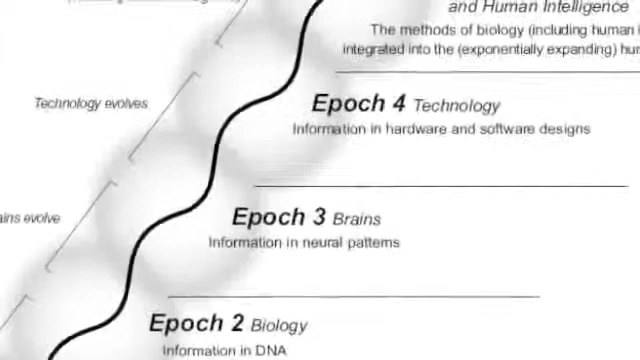 and Human Intelligence
The methods of biology (including human
integrated into the (exponentially expanding)
Technology evolves
Epoch 4 Technology
Information in hardware and software designs
evolve
Epoch 3 Brains
Information in neural patterns
Epoch 2 Biology
Information in DNA